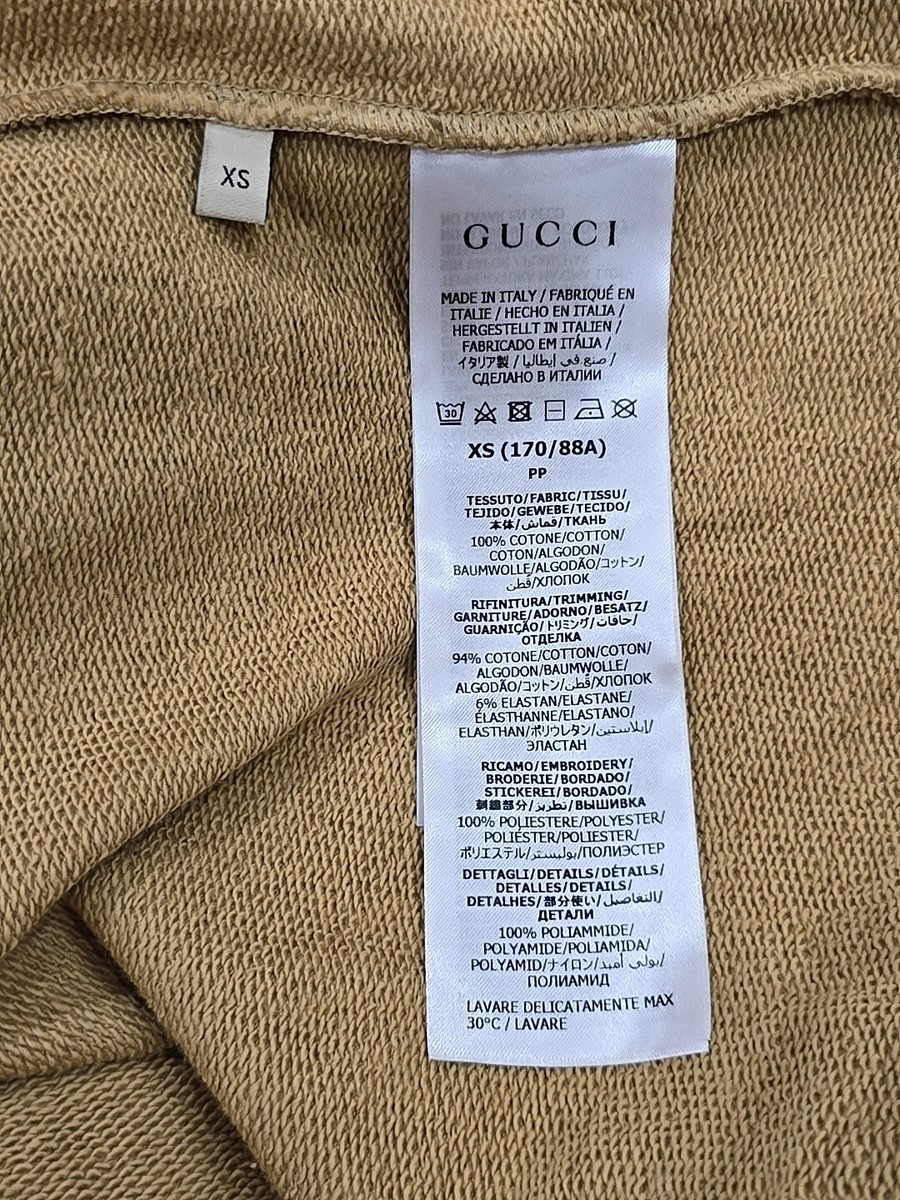 XS
GUCCI
MADE IN ITALY / FABRIQUÉ EN
ITALIE / HECHO EN ITALIA /
HERGESTELLT IN ITALIEN /
FABRICADO EM ITÁLIA /
イタリア製 / صنع في إيطاليا /
СДЕЛАНО В ИТАЛИИ
30
XS (170/88A)
PP
TESSUTO/FABRIC/TISSU/
TEJIDO/GEWEBE/TECIDO/
本体/قماش/ТКАНЬ
100% COTONE/COTTON/
COTON/ALGODON/
BAUMWOLLE/ALGODÃO/コットン/
قطن/ХЛОПОК
RIFINITURA/TRIMMING/
GARNITURE/ADORNO/BESATZ/
GUARNIÇÃO/トリミング/حافات/
ОТДЕЛКА
94% COTONE/COTTON/COTON/
ALGODON/BAUMWOLLE/
ALGODÃO/コットン/قطن/ХЛОПОК
6% ELASTAN/ELASTANE/
ÉLASTHANNE/ELASTANO/
ELASTHAN/ポリウレタン/إيلاستين/
ЭЛАСТАН
RICAMO/EMBROIDERY/
BRODERIE/BORDADO/
STICKEREI/BORDADO/
刺繍部分/تطريز/ВЫШИВКА
100% POLIESTERE/POLYESTER/
POLIÉSTER/POLIESTER/
ポリエステル/بوليستر/ПОЛИЭСТЕР
DETTAGLI/DETAILS/DÉTAILS/
DETALLES/DETAILS/
DETALHES/部分使い/التفاصيل/
ДЕТАЛИ
100% POLIAMMIDE/
POLYAMIDE/POLIAMIDA/
POLYAMID/ナイロン/بولي أميد/
ПОЛИАМИД
LAVARE DELICATAMENTE MAX
30°C / LAVARE